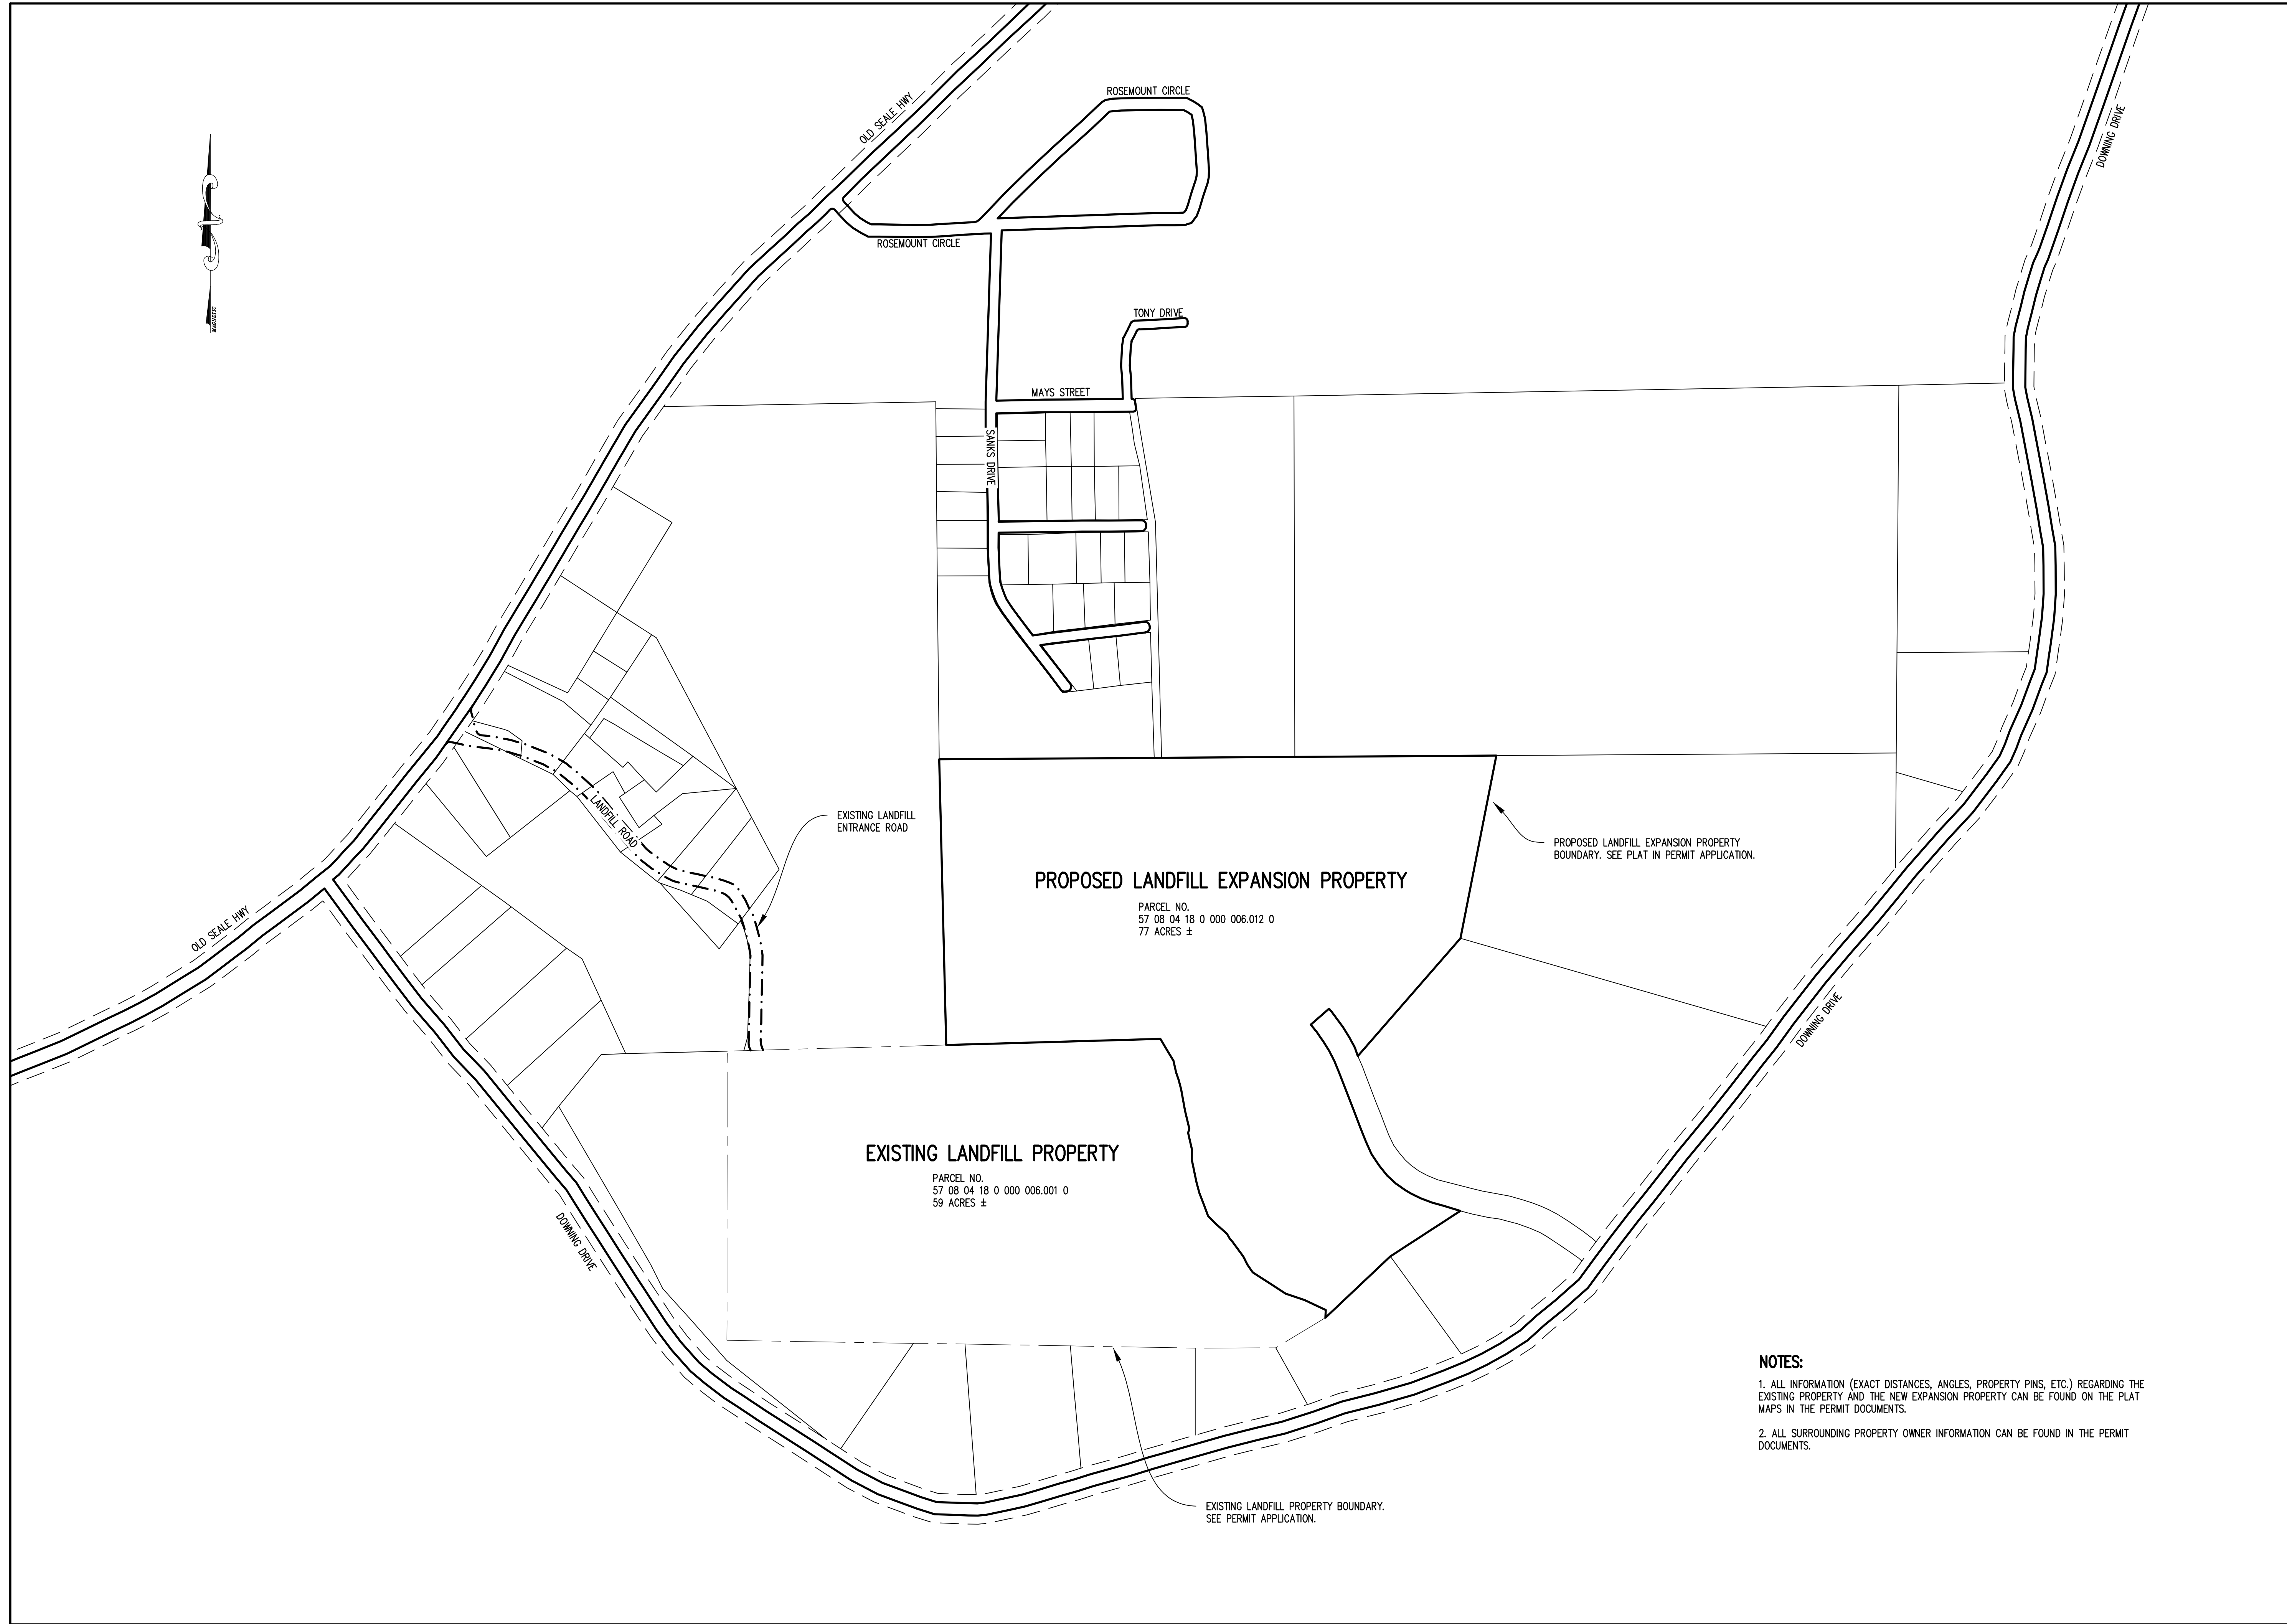 ROSEMOUNT CIRCLE
OLD SEALE HWY
DOWNING DRIVE
ROSEMOUNT CIRCLE
MAGNETIC
TONY DRIVE
MAYS STREET
SANKS DRIVE
LANDFILL ROAD
EXISTING LANDFILL
ENTRANCE ROAD
PROPOSED LANDFILL EXPANSION PROPERTY
BOUNDARY. SEE PLAT IN PERMIT APPLICATION.
PROPOSED LANDFILL EXPANSION PROPERTY
PARCEL NO.
57 08 04 18 0 000 006.012 0
77 ACRES ±
OLD SEALE HWY
DOWNING DRIVE
EXISTING LANDFILL PROPERTY
PARCEL NO.
57 08 04 18 0 000 006.001 0
59 ACRES ±
DOWNING DRIVE
NOTES:
1. ALL INFORMATION (EXACT DISTANCES, ANGLES, PROPERTY PINS, ETC.) REGARDING THE
EXISTING PROPERTY AND THE NEW EXPANSION PROPERTY CAN BE FOUND ON THE PLAT
MAPS IN THE PERMIT DOCUMENTS.
2. ALL SURROUNDING PROPERTY OWNER INFORMATION CAN BE FOUND IN THE PERMIT
DOCUMENTS.
EXISTING LANDFILL PROPERTY BOUNDARY.
SEE PERMIT APPLICATION.